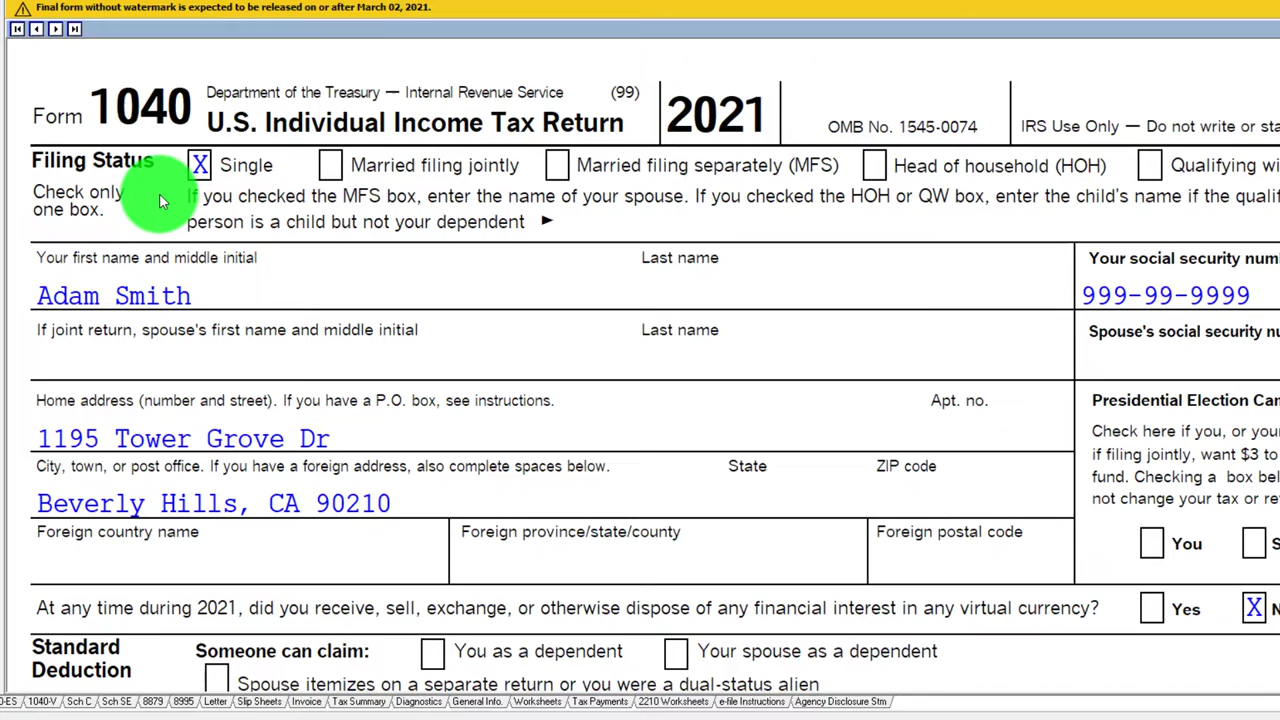 Final form without watermark is expected to be released on or after March 02, 2021.
Form 1040 Department of the Treasury — Internal Revenue Service (99)
U.S. Individual Income Tax Return 2021 OMB No. 1545-0074 IRS Use Only — Do not write or
Filing Status X Single Married filing jointly Married filing separately (MFS) Head of household (HOH) Qualifying
Check only one box.
If you checked the MFS box, enter the name of your spouse. If you checked the HOH or QW box, enter the child's name if the
person is a child but not your dependent ►
Your first name and middle initial Last name Your social security
Adam Smith 999-99-9999
If joint return, spouse's first name and middle initial Last name Spouse's social security
Home address (number and street). If you have a P.O. box, see instructions. Apt. no. Presidential Election
1195 Tower Grove Dr
City, town, or post office. If you have a foreign address, also complete spaces below. State ZIP code
Beverly Hills, CA 90210
Foreign country name Foreign province/state/county Foreign postal code
Check here if you, or
if filing jointly, want $3 to
fund. Checking a box
not change your tax or
You
At any time during 2021, did you receive, sell, exchange, or otherwise dispose of any financial interest in any virtual currency? Yes X
Standard Deduction
Someone can claim: You as a dependent Your spouse as a dependent
Spouse itemizes on a separate return or you were a dual-status alien
-ES 1040-V Sch C Sch SE 8879 8995 Letter Slip Sheets Invoice Tax Summary Diagnostics General Info. Worksheets Tax Payments 2210 Worksheets e-file Instructions Agency Disclosure Stm